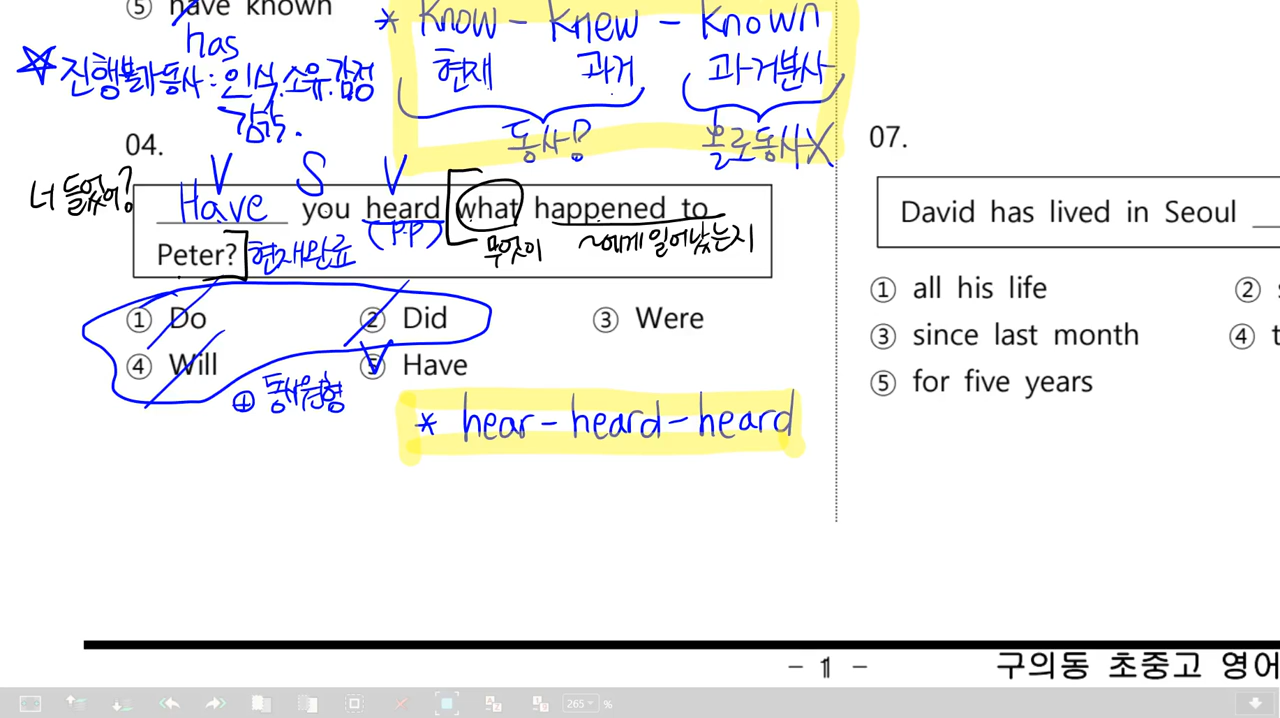 ⑤ have known
has
* know - knew - known
현재 과거 과거분사
동사! 홀로동사X
☆진행불가동사 : 인식.소유.감정
감각.
04.
V S V
너 들었어?
Have you heard what happened to
(P.P) 무엇이 ~에게 일어났는지
Peter? 현재완료
① Do ② Did ③ Were
④ Will ⑤ Have
⊕ 동사원형
* hear - heard - heard
07.
David has lived in Seoul __
① all his life ②
③ since last month ④ t
⑤ for five years
- 1 -
구의동 초중고 영어
265 %